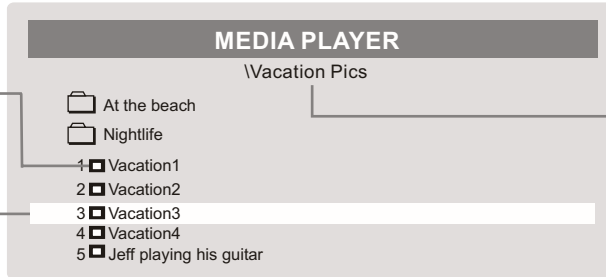 MEDIA PLAYER
\Vacation Pics
At the beach
Nightlife
1 Vacation1
2 Vacation2
3 Vacation3
4 Vacation4
5 Jeff playing his guitar